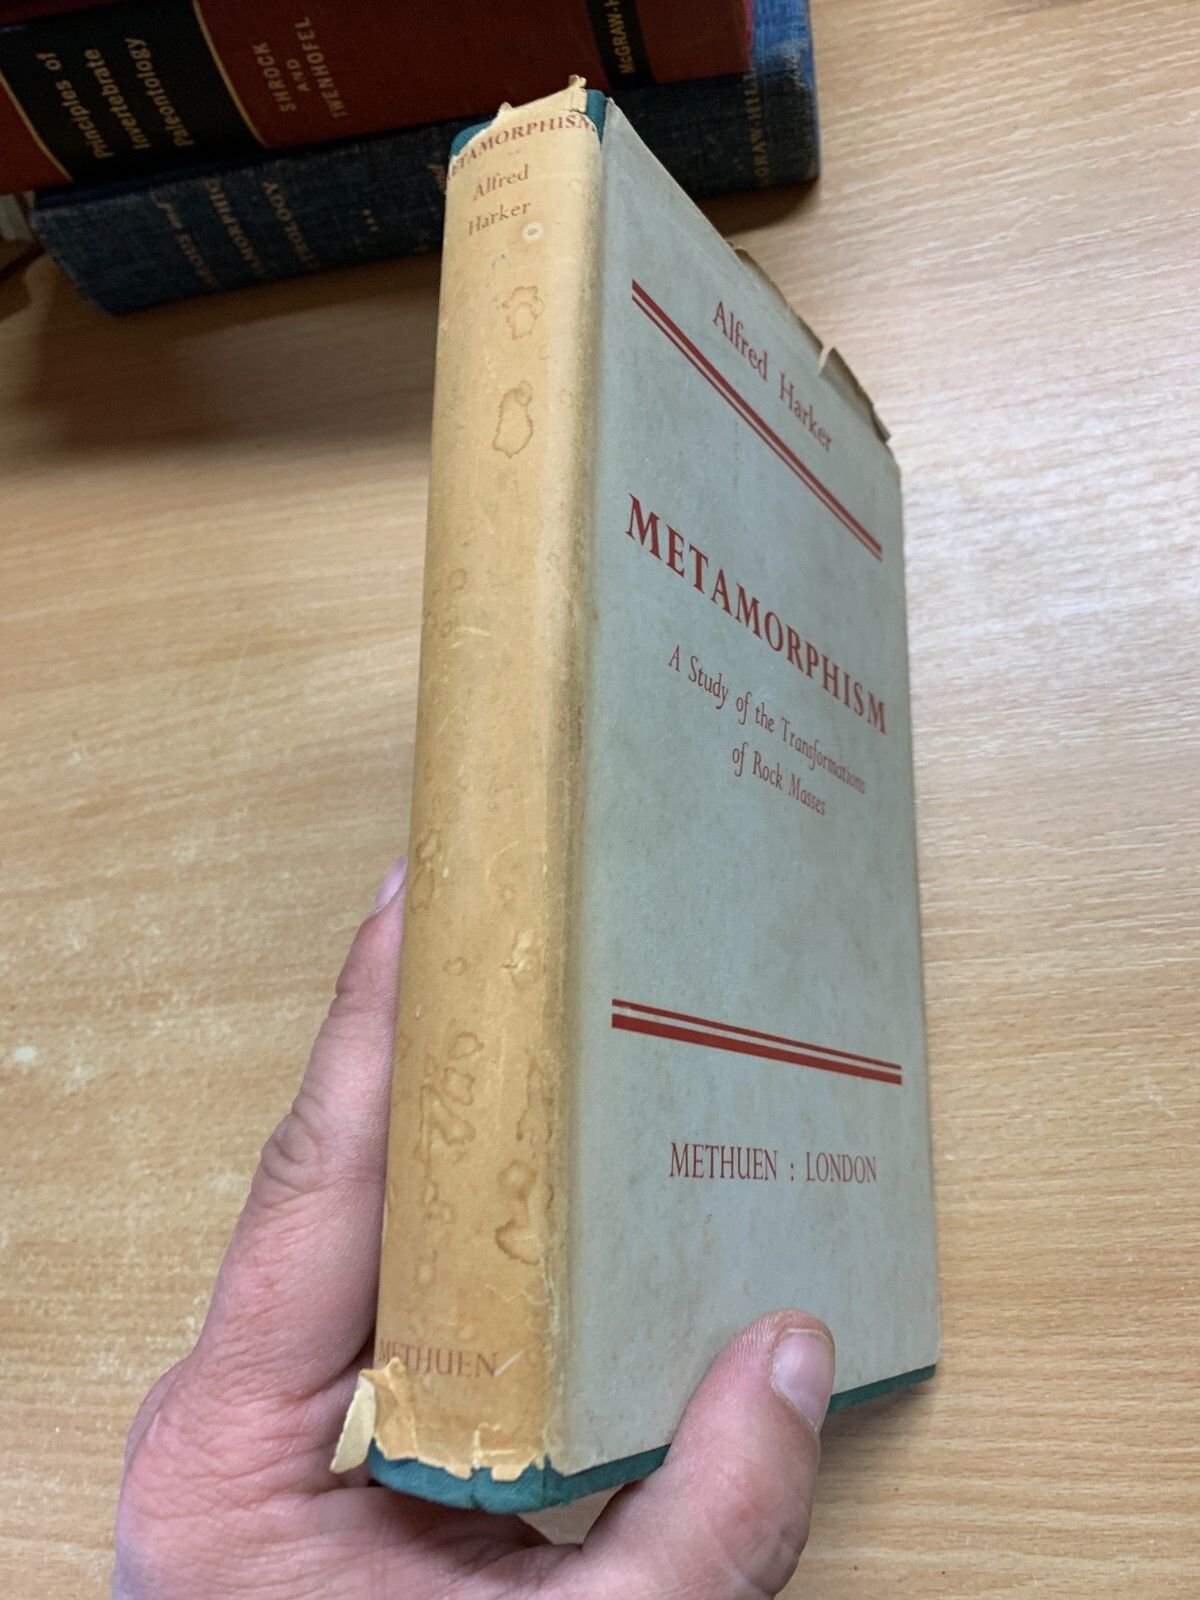 Principles of
Invertebrate
Paleontology
SHROCK
AND
TWENHOFEL
McGRAW-H
METAMORPHISM
Alfred
Harker
METHUEN
Alfred Harker
METAMORPHISM
A Study of the Transformations
of Rock Masses
METHUEN : LONDON